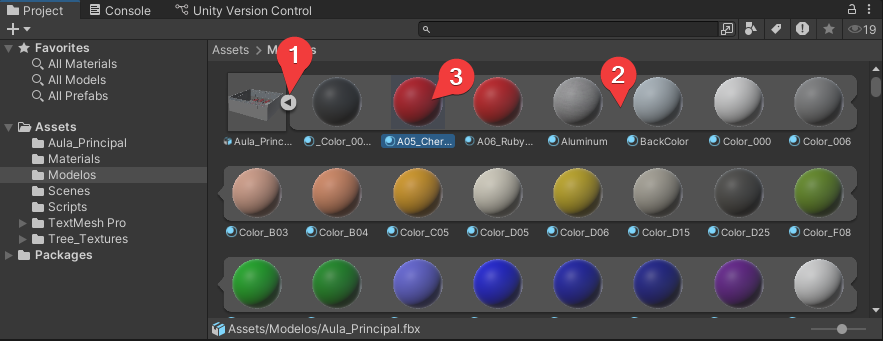 Project Console Unity Version Control
19
Favorites
All Materials
All Models
All Prefabs
Assets
Aula_Principal
Materials
Modelos
Scenes
Scripts
TextMesh Pro
Tree_Textures
Packages
Assets >
1
3
2
Aula_Princ... _Color_00... A05_Cher... A06_Ruby... Aluminum BackColor Color_000 Color_006
Color_B03 Color_B04 Color_C05 Color_D05 Color_D06 Color_D15 Color_D25 Color_F08
Assets/Modelos/Aula_Principal.fbx